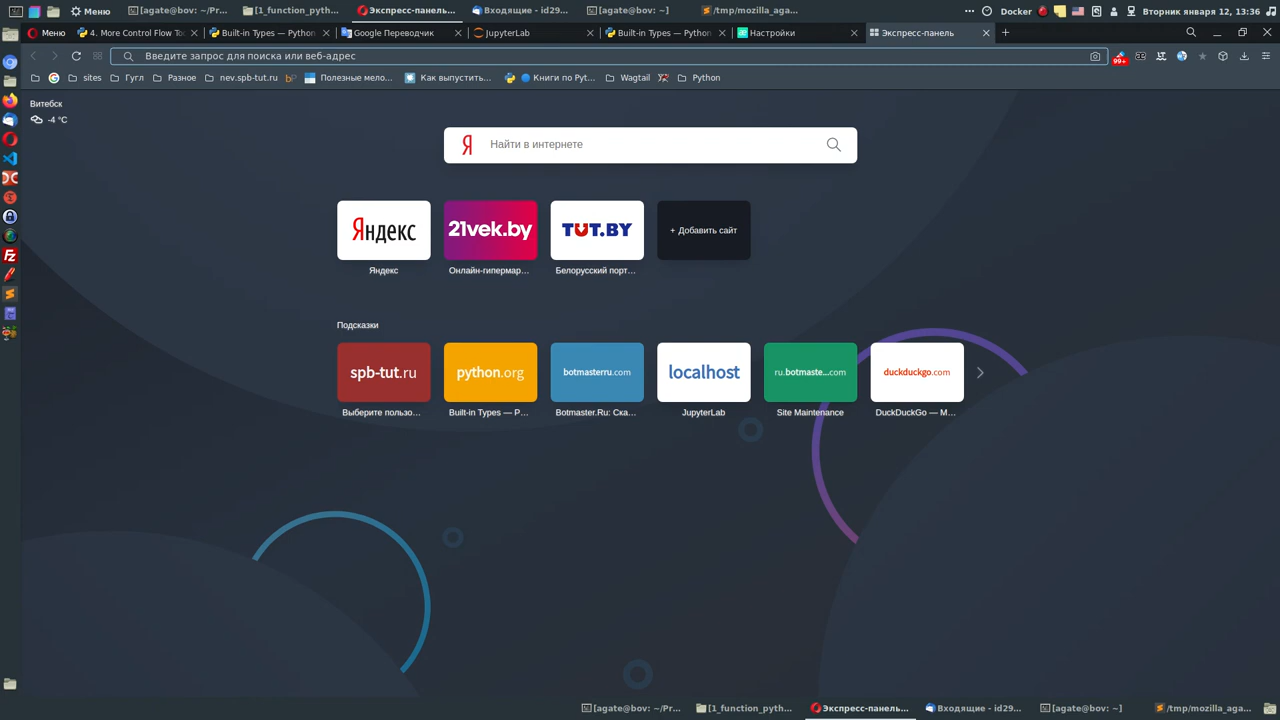 Меню
[agate@bov: ~/Pr...
[1_function_pyth...
Экспресс-панель...
Входящие - id29...
[agate@bov: ~]
/tmp/mozilla_aga...
Docker
Вторник января 12, 13:36
Меню
4. More Control Flow To
Built-in Types — Python
Google Переводчик
JupyterLab
Built-in Types — Python
Настройки
Экспресс-панель
Введите запрос для поиска или веб-адрес
99+
sites
Гугл
Разное
nev.spb-tut.ru
Полезные мело...
Как выпустить...
Книги по Pyt...
Wagtail
Python
Витебск
-4 °C
Я
Найти в интернете
Яндекс
21vek.by
TUT.BY
+ Добавить сайт
Яндекс
Онлайн-гипермар...
Белорусский порт...
Подсказки
spb-tut.ru
python.org
botmasterru.com
localhost
ru.botmaste...com
duckduckgo.com
Выберите пользо...
Built-in Types — P...
Botmaster.Ru: Ска...
JupyterLab
Site Maintenance
DuckDuckGo — М...
[agate@bov: ~/Pr...
[1_function_pyth...
Экспресс-панель...
Входящие - id29...
[agate@bov: ~]
/tmp/mozilla_aga...